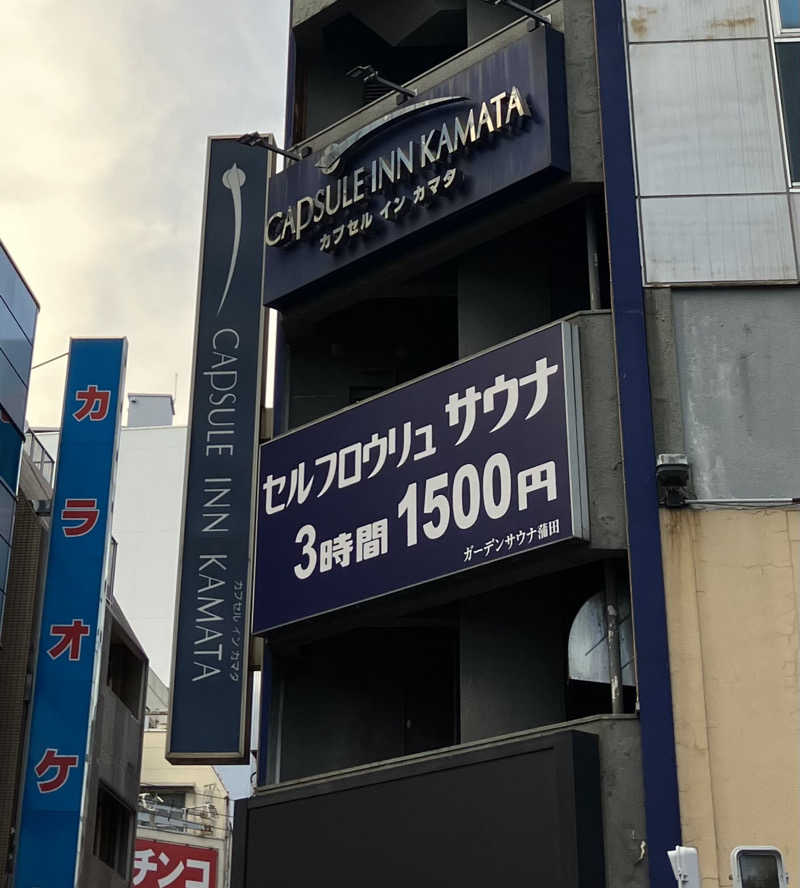 CAPSULE INN KAMATA
カプセル イン カマタ
セルフロウリュ サウナ
3時間 1500円
ガーデンサウナ蒲田
CAPSULE INN KAMATA
カプセル イン カマタ
カラオケ
チンコ